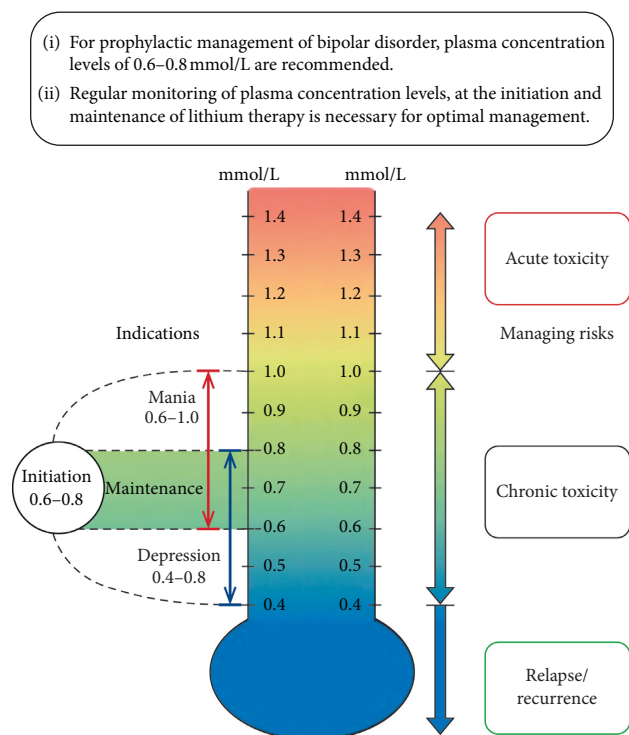 (i) For prophylactic management of bipolar disorder, plasma concentration
levels of 0.6–0.8 mmol/L are recommended.
(ii) Regular monitoring of plasma concentration levels, at the initiation and
maintenance of lithium therapy is necessary for optimal management.
mmol/L mmol/L
1.4 1.4
Acute toxicity
1.3 1.3
1.2 1.2
Indications
1.1 1.1
Managing risks
1.0 1.0
Mania
0.6–1.0
0.9 0.9
0.8 0.8
Initiation
0.6–0.8
Maintenance
0.7 0.7
Chronic toxicity
0.6 0.6
Depression
0.4–0.8
0.5 0.5
0.4 0.4
Relapse/
recurrence